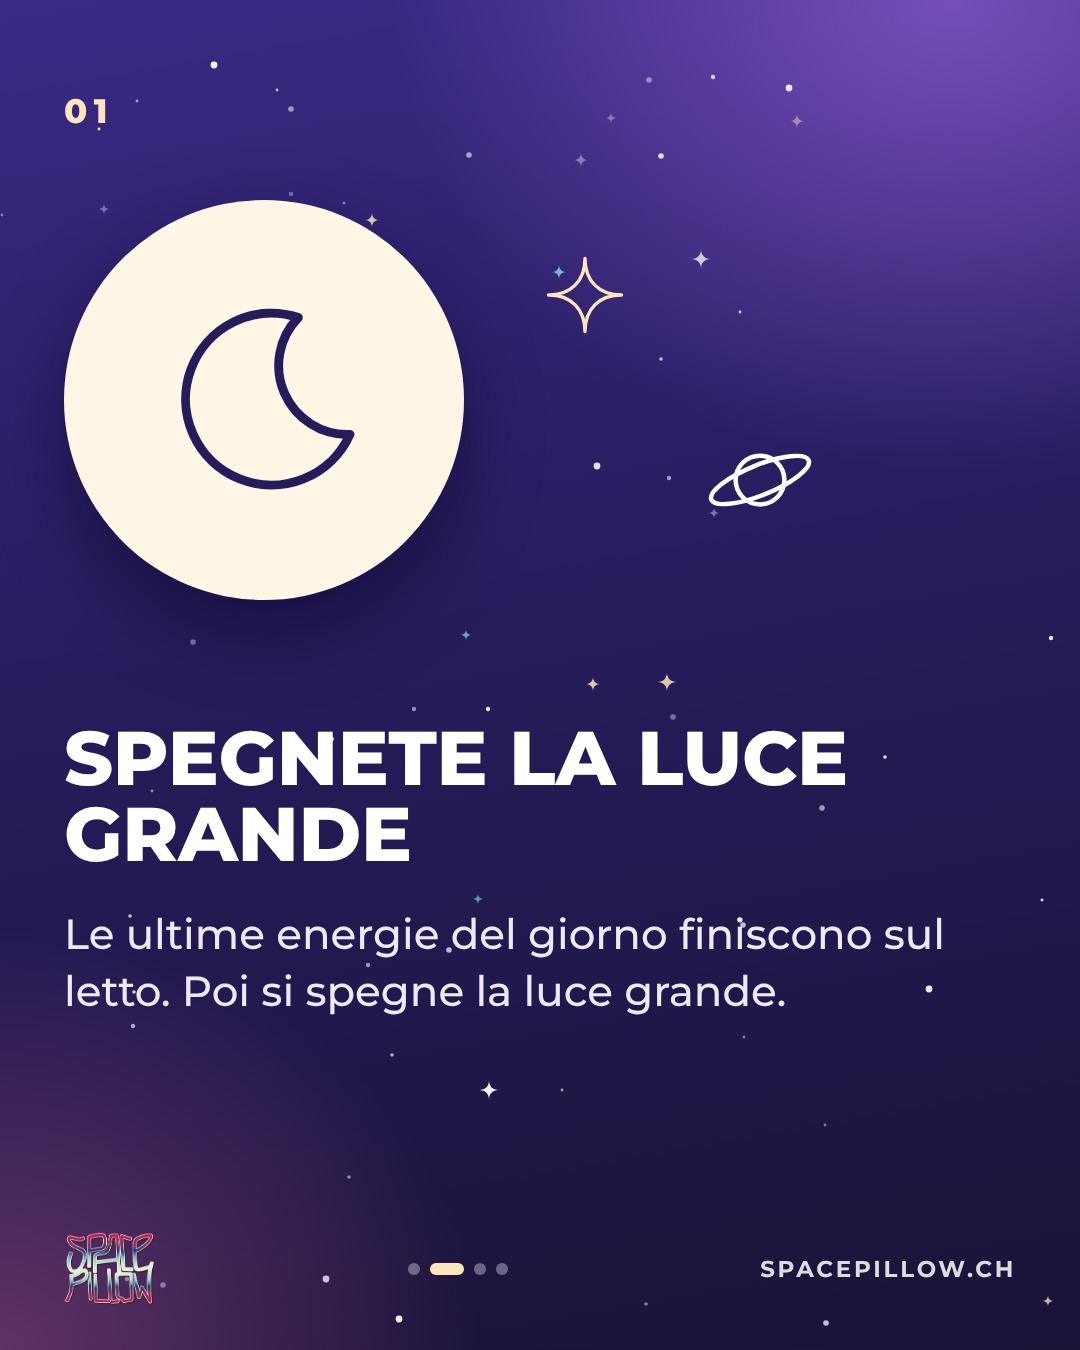 01
SPEGNETE LA LUCE
GRANDE
Le ultime energie del giorno finiscono sul
letto. Poi si spegne la luce grande.
SPACE
PILLOW
SPACEPILLOW.CH